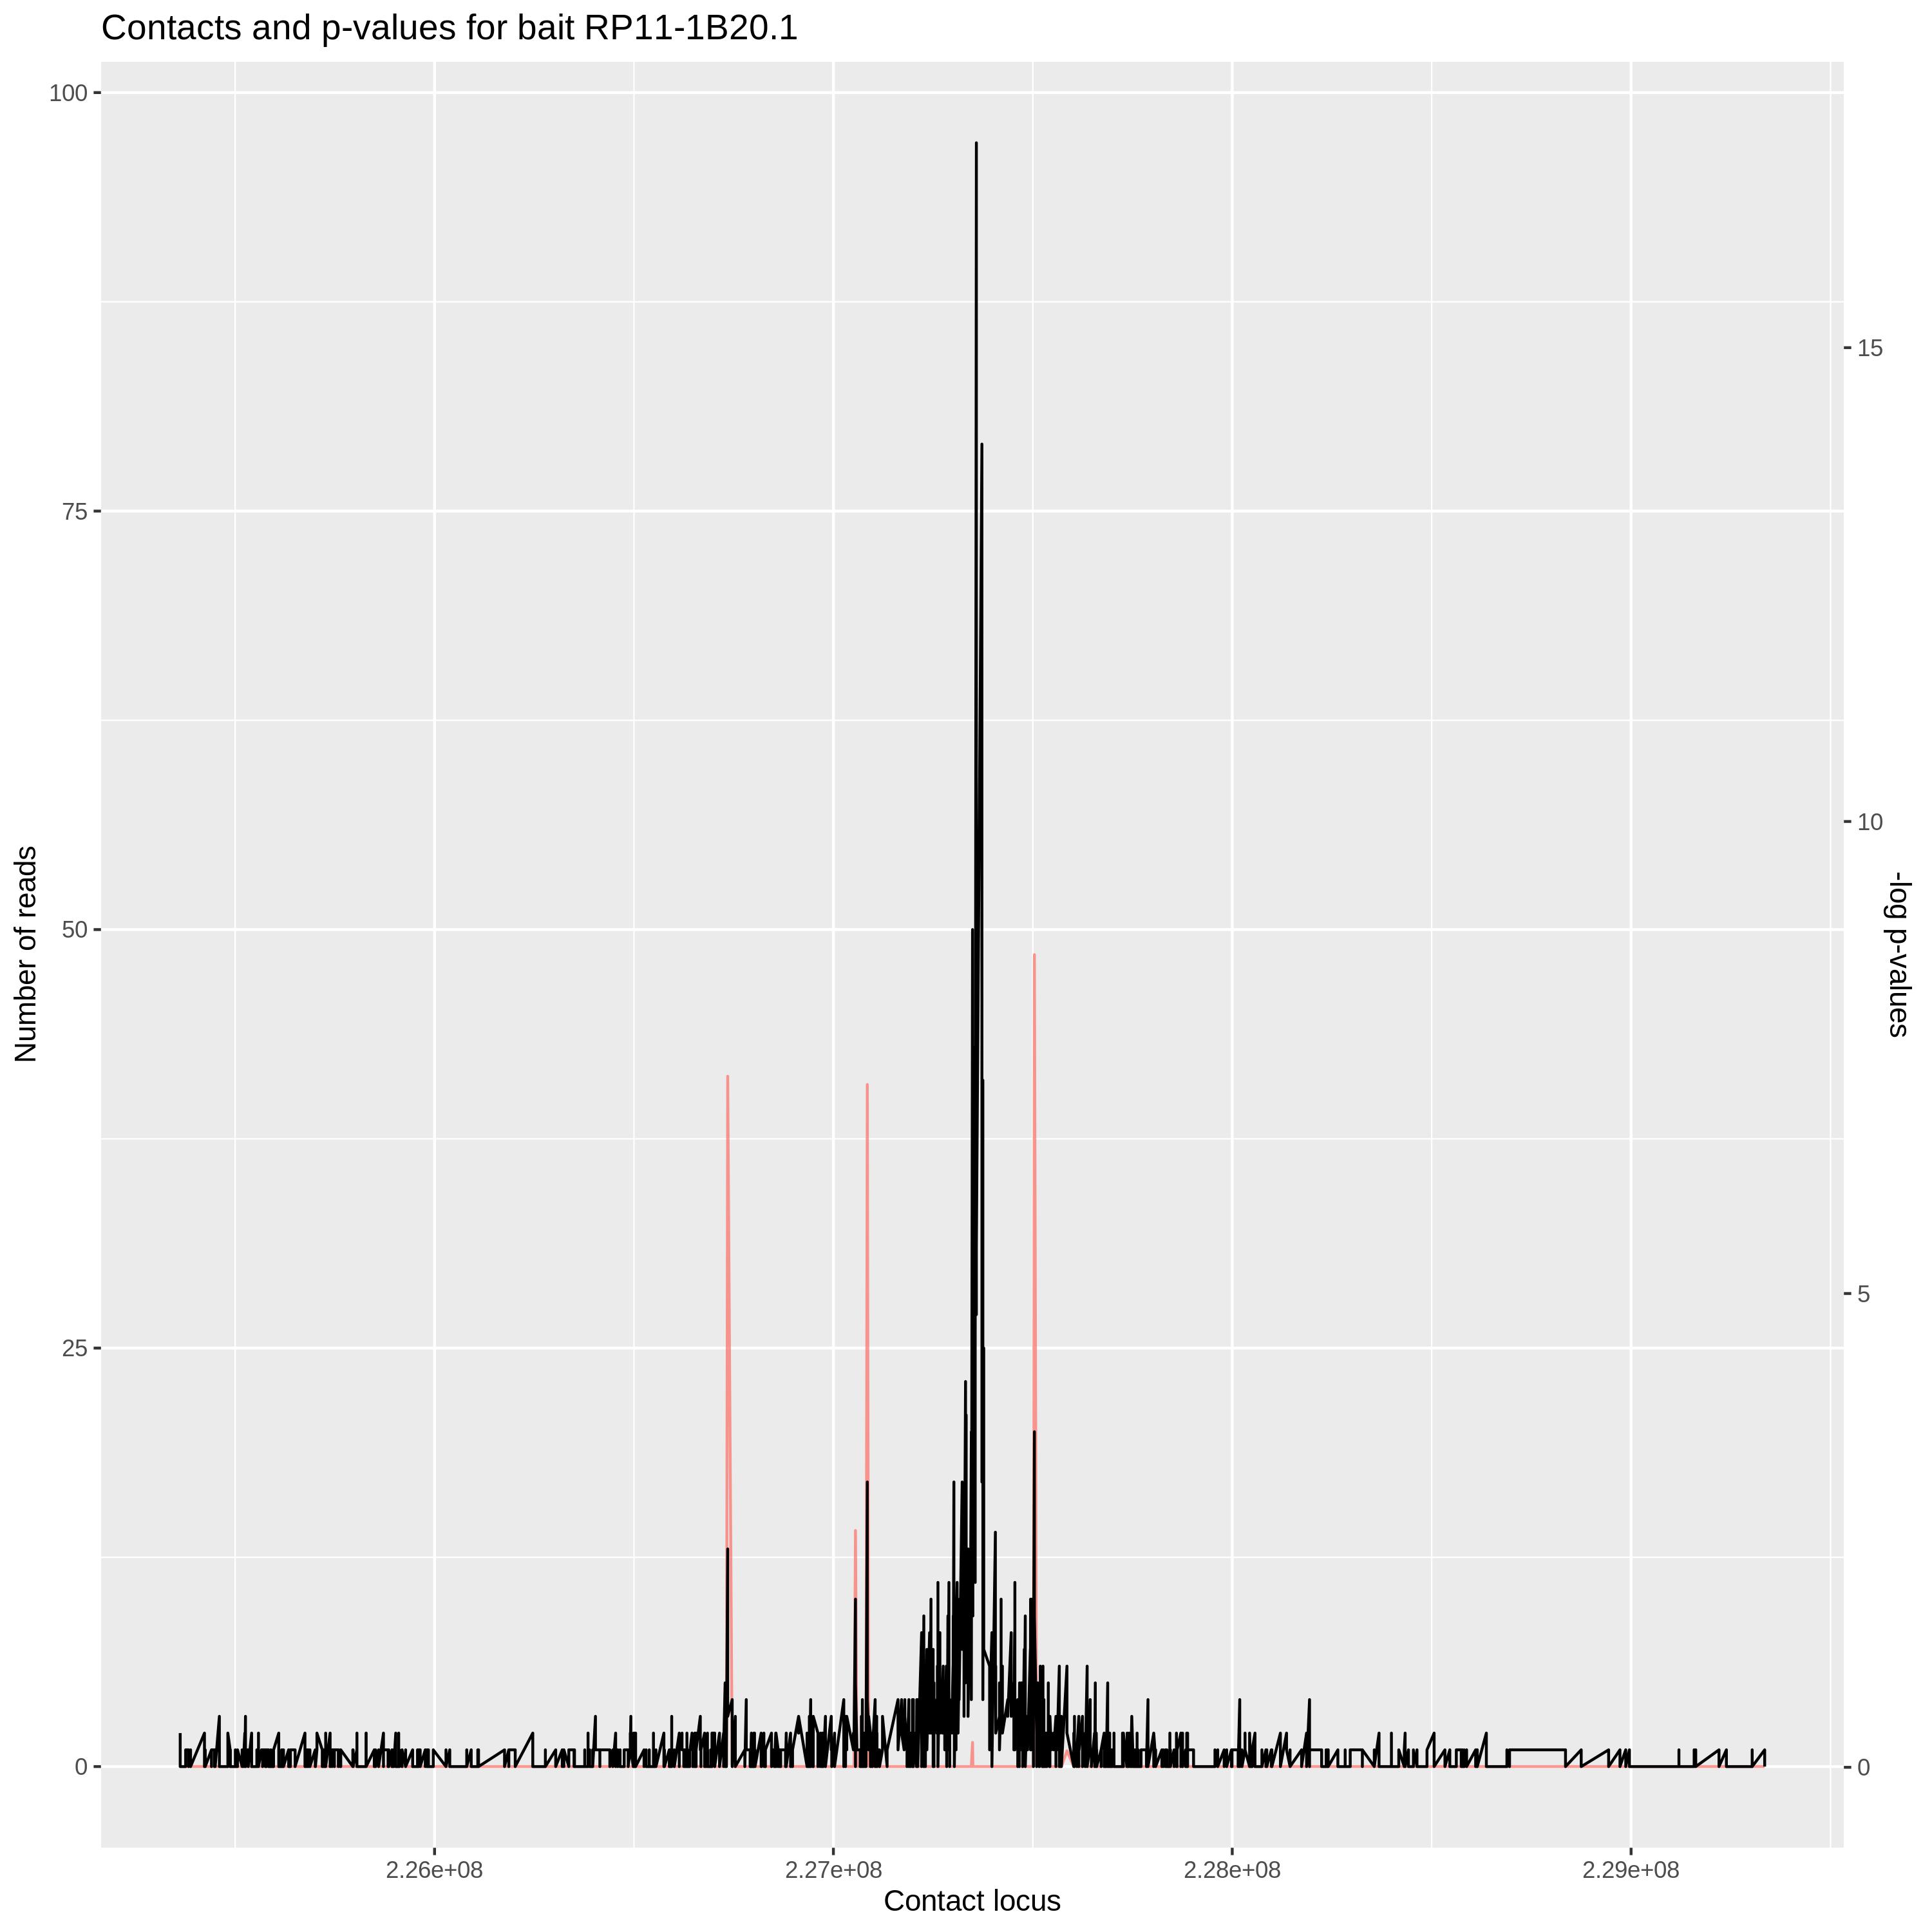 Contacts and p-values for bait RP11-1B20.1
100
75
50
25
0
Number of reads
15
10
5
0
-log p-values
2.26e+08
2.27e+08
2.28e+08
2.29e+08
Contact locus